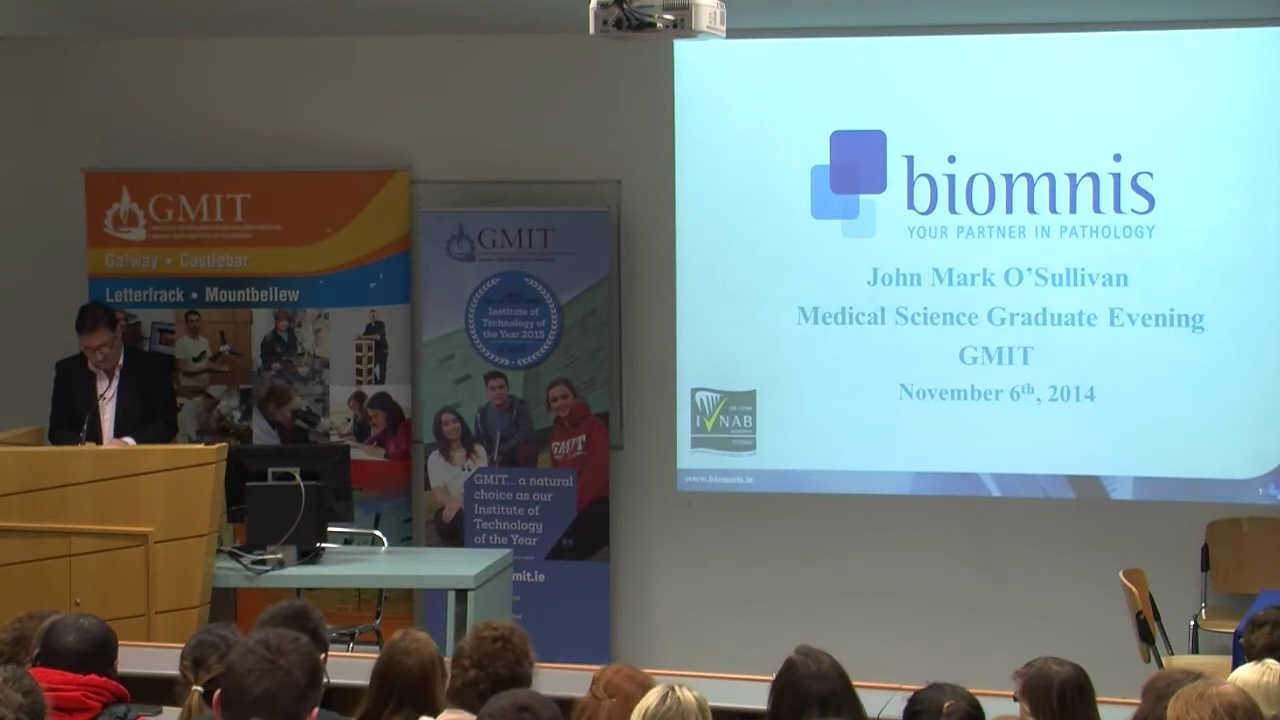 GMIT
Galway • Castlebar
Letterfrack • Mountbellew
GMIT
Institute of
Technology of
the Year 2015
GMIT
GMIT... a natural
choice as our
Institute of
Technology
of the Year
mit.ie
biomnis
YOUR PARTNER IN PATHOLOGY
John Mark O'Sullivan
Medical Science Graduate Evening
GMIT
November 6th, 2014
INAB
www.biomnis.ie